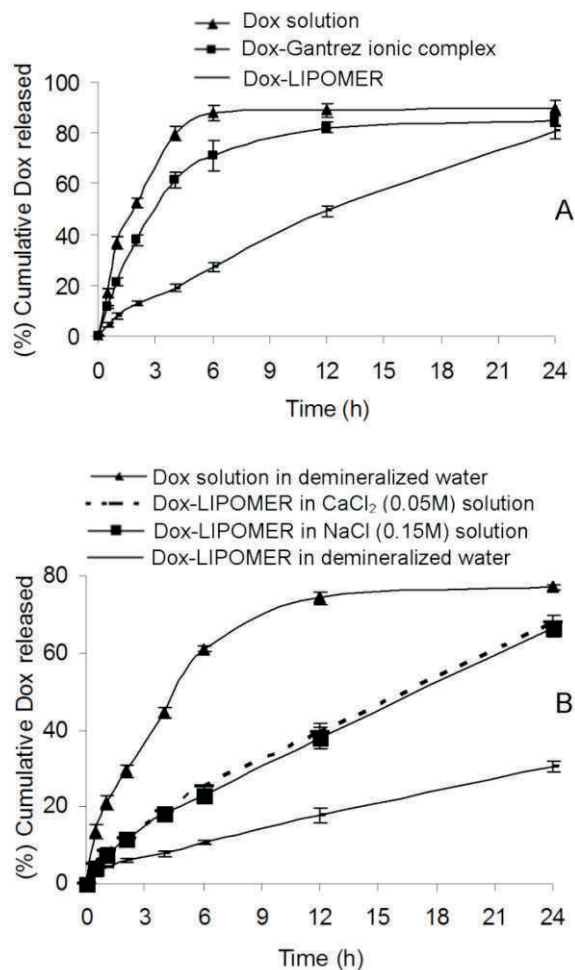 Dox solution
Dox-Gantrez ionic complex
Dox-LIPOMER
(%) Cumulative Dox released
100
80
60
40
20
0
A
0 3 6 9 12 15 18 21 24
Time (h)
Dox solution in demineralized water
Dox-LIPOMER in CaCl₂ (0.05M) solution
Dox-LIPOMER in NaCl (0.15M) solution
Dox-LIPOMER in demineralized water
(%) Cumulative Dox released
80
60
40
20
0
B
0 3 6 9 12 15 18 21 24
Time (h)